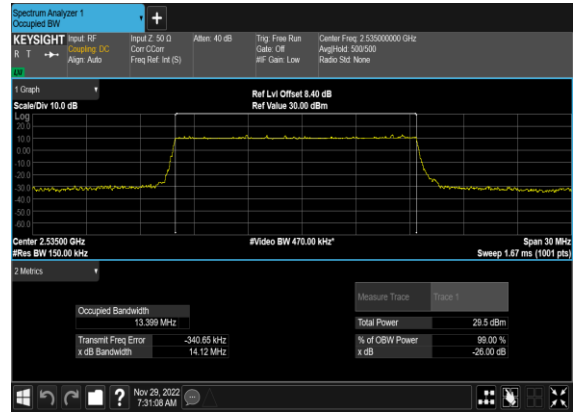 Spectrum Analyzer 1
Occupied BW
+
KEYSIGHT Input: RF Input Z: 50 Ω Atten: 40 dB Trig: Free Run Center Freq: 2.535000000 GHz
R T Coupling: DC Corr CCorr Gate: Off Avg|Hold: 500/500
Align: Auto Freq Ref: Int (S) #IF Gain: Low Radio Std: None
LW
1 Graph
Ref Lvl Offset 8.40 dB
Scale/Div 10.0 dB Ref Value 30.00 dBm
Log
20.0
10.0
0.00
-10.0
-20.0
-30.0
-40.0
-50.0
-60.0
Center 2.53500 GHz #Video BW 470.00 kHz* Span 30 MHz
#Res BW 150.00 kHz Sweep 1.67 ms (1001 pts)
2 Metrics
Measure Trace Trace 1
Occupied Bandwidth
13.399 MHz Total Power 29.5 dBm
Transmit Freq Error -340.65 kHz % of OBW Power 99.00 %
x dB Bandwidth 14.12 MHz x dB -26.00 dB
?
Nov 29, 2022
7:31:08 AM